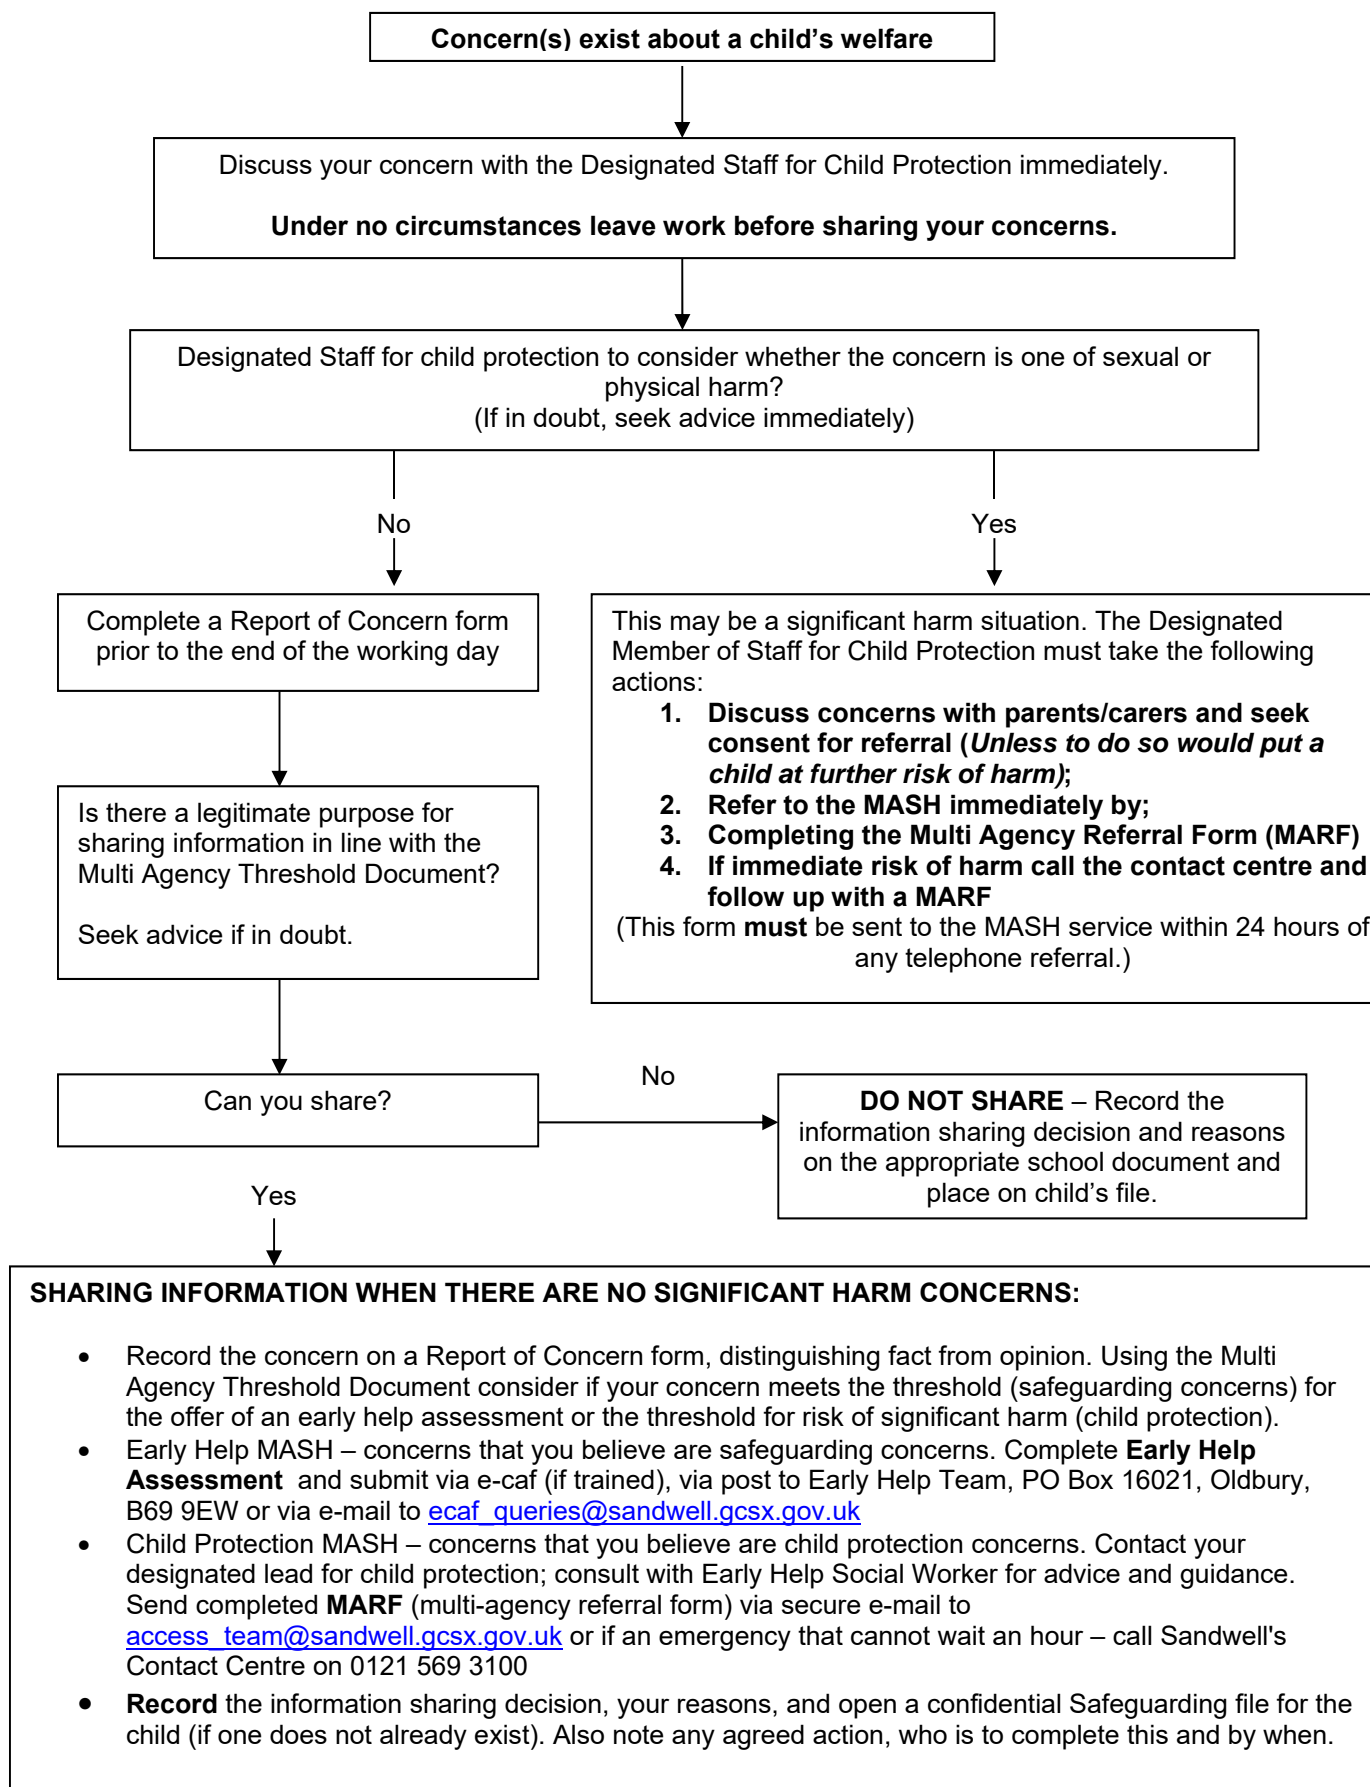 Concern(s) exist about a child's welfare
Discuss your concern with the Designated Staff for Child Protection immediately.
Under no circumstances leave work before sharing your concerns.
Designated Staff for child protection to consider whether the concern is one of sexual or
physical harm?
(If in doubt, seek advice immediately)
No
Yes
Complete a Report of Concern form
prior to the end of the working day
This may be a significant harm situation. The Designated
Member of Staff for Child Protection must take the following
actions:
1. Discuss concerns with parents/carers and seek
consent for referral (Unless to do so would put a
child at further risk of harm);
2. Refer to the MASH immediately by;
3. Completing the Multi Agency Referral Form (MARF)
4. If immediate risk of harm call the contact centre and
follow up with a MARF
(This form must be sent to the MASH service within 24 hours of
any telephone referral.)
Is there a legitimate purpose for
sharing information in line with the
Multi Agency Threshold Document?
Seek advice if in doubt.
Can you share?
No
DO NOT SHARE – Record the
information sharing decision and reasons
on the appropriate school document and
place on child's file.
Yes
SHARING INFORMATION WHEN THERE ARE NO SIGNIFICANT HARM CONCERNS:
• Record the concern on a Report of Concern form, distinguishing fact from opinion. Using the Multi
Agency Threshold Document consider if your concern meets the threshold (safeguarding concerns) for
the offer of an early help assessment or the threshold for risk of significant harm (child protection).
• Early Help MASH – concerns that you believe are safeguarding concerns. Complete Early Help
Assessment and submit via e-caf (if trained), via post to Early Help Team, PO Box 16021, Oldbury,
B69 9EW or via e-mail to ecaf_queries@sandwell.gcsx.gov.uk
• Child Protection MASH – concerns that you believe are child protection concerns. Contact your
designated lead for child protection; consult with Early Help Social Worker for advice and guidance.
Send completed MARF (multi-agency referral form) via secure e-mail to
access_team@sandwell.gcsx.gov.uk or if an emergency that cannot wait an hour – call Sandwell's
Contact Centre on 0121 569 3100
• Record the information sharing decision, your reasons, and open a confidential Safeguarding file for the
child (if one does not already exist). Also note any agreed action, who is to complete this and by when.